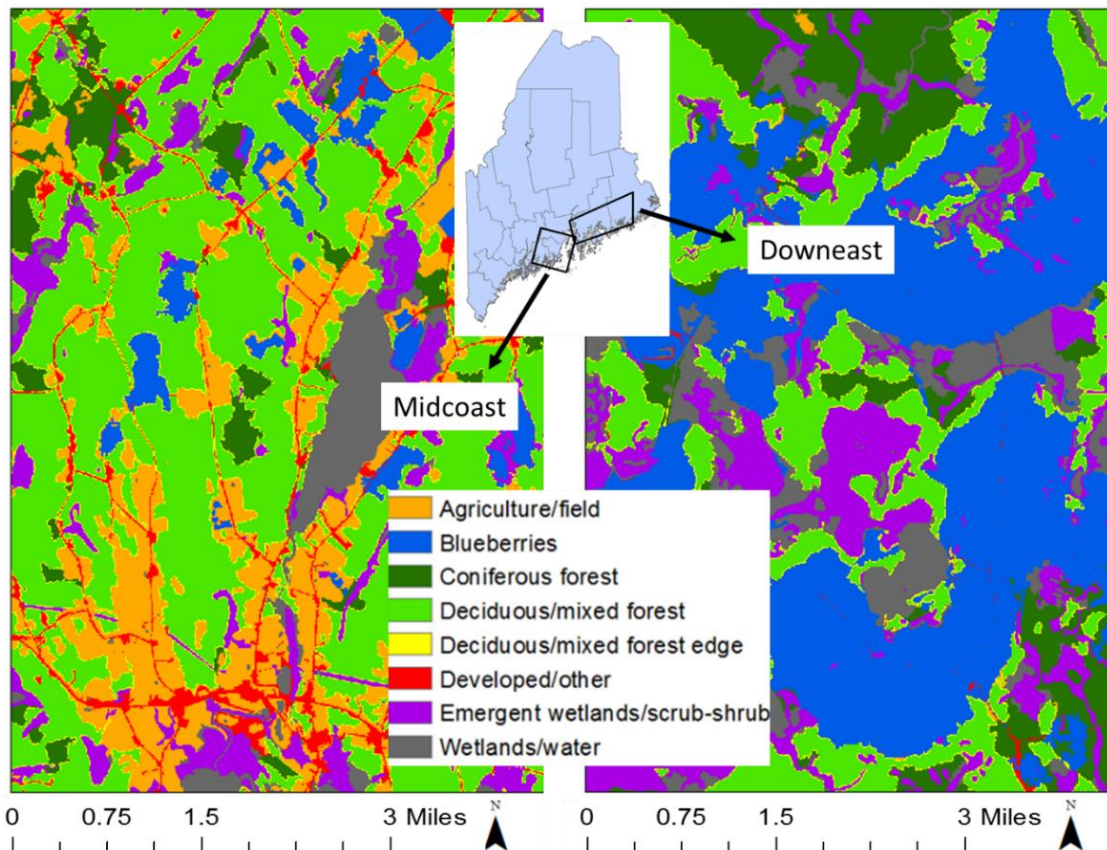 Downeast
Midcoast
Agriculture/field
Blueberries
Coniferous forest
Deciduous/mixed forest
Deciduous/mixed forest edge
Developed/other
Emergent wetlands/scrub-shrub
Wetlands/water
0 0.75 1.5 3 Miles
N
0 0.75 1.5 3 Miles
N